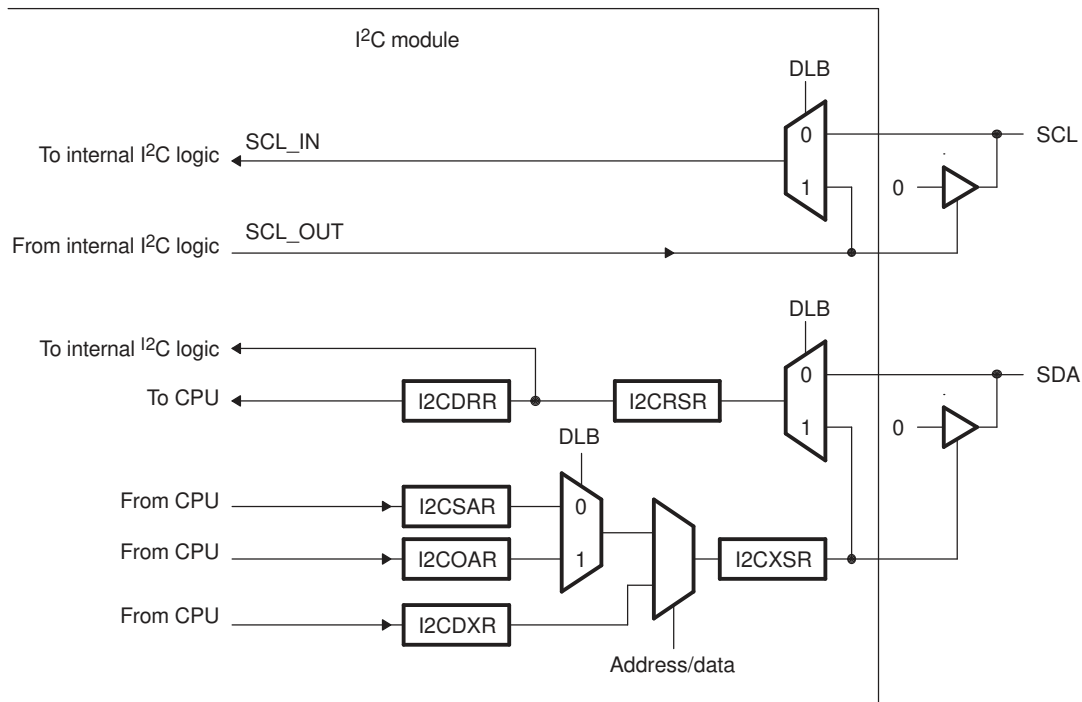 I²C module
DLB
0
SCL
To internal I²C logic
SCL_IN
1
0
From internal I²C logic
SCL_OUT
DLB
To internal I²C logic
0
SDA
To CPU
I2CDRR
I2CRSR
1
0
DLB
From CPU
I2CSAR
0
From CPU
I2COAR
1
I2CXSR
From CPU
I2CDXR
Address/data